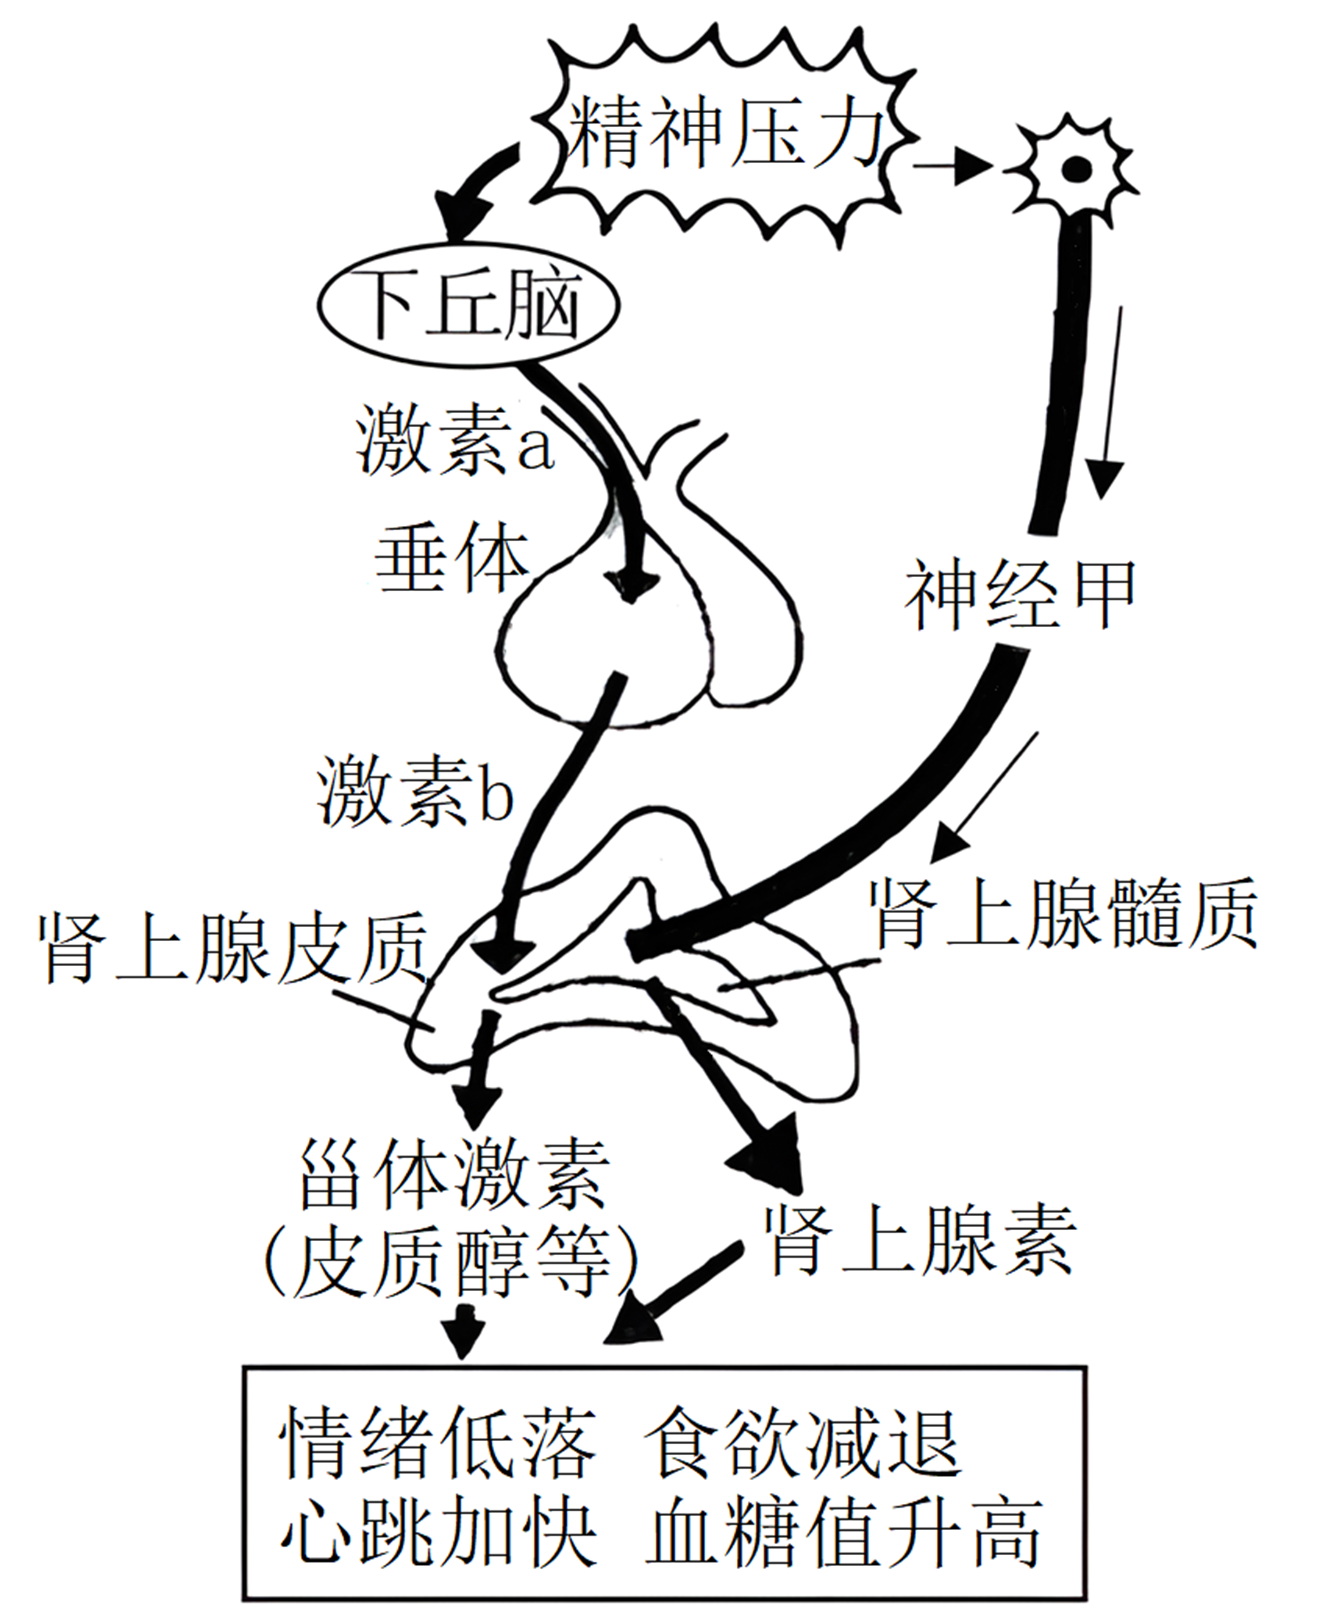 精神压力
下丘脑
激素a
垂体
神经甲
激素b
肾上腺皮质
肾上腺髓质
甾体激素
(皮质醇等)
肾上腺素
情绪低落 食欲减退
心跳加快 血糖值升高